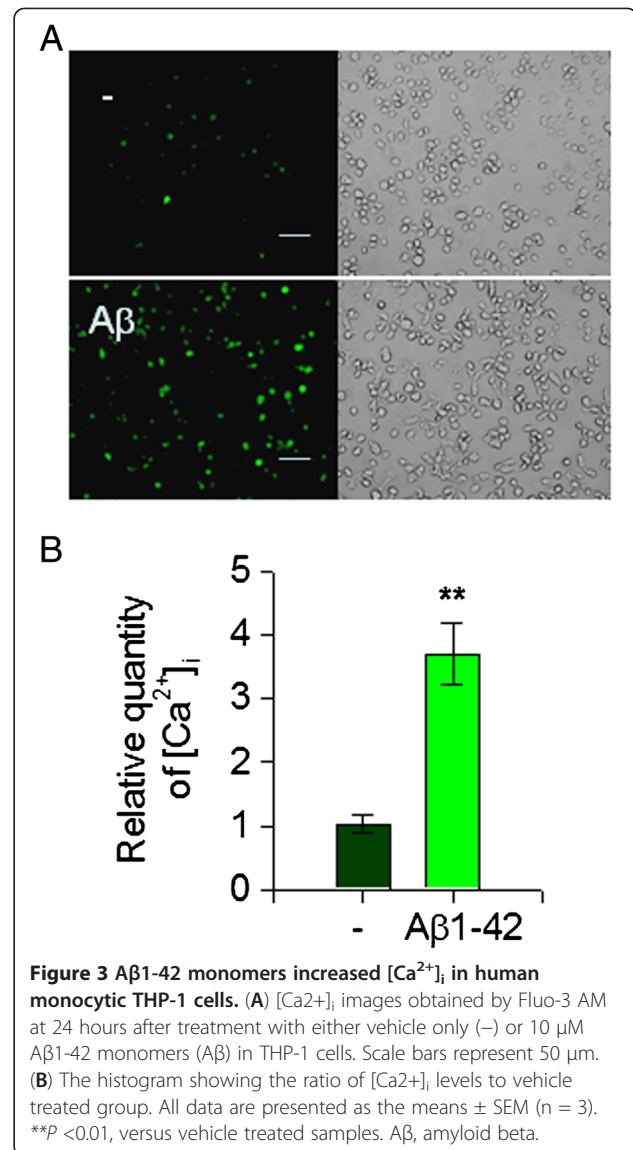 A
-
Aβ
B
Relative quantity
of [Ca²⁺]ᵢ
5
4
3
2
1
0
**
- Aβ1-42
Figure 3 Aβ1-42 monomers increased [Ca²⁺]ᵢ in human
monocytic THP-1 cells. (A) [Ca2+]ᵢ images obtained by Fluo-3 AM
at 24 hours after treatment with either vehicle only (−) or 10 μM
Aβ1-42 monomers (Aβ) in THP-1 cells. Scale bars represent 50 μm.
(B) The histogram showing the ratio of [Ca2+]ᵢ levels to vehicle
treated group. All data are presented as the means ± SEM (n = 3).
**P <0.01, versus vehicle treated samples. Aβ, amyloid beta.